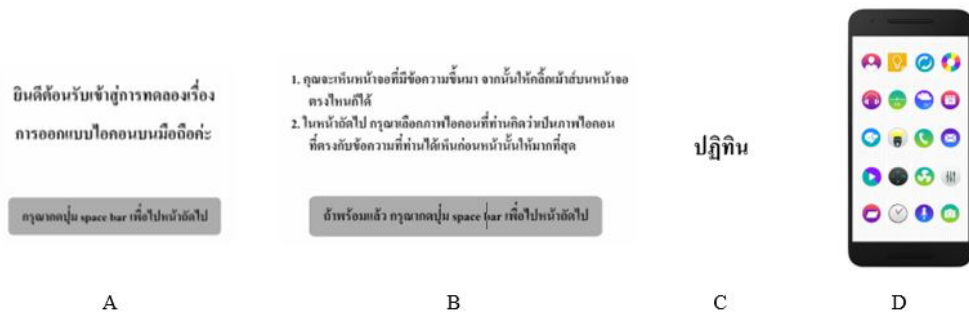 ยินดีต้อนรับเข้าสู่การทดลองเรื่อง
การออกแบบไอคอนบนมือถือค่ะ
กรุณากดปุ่ม space bar เพื่อไปหน้าถัดไป
1. คุณจะเห็นหน้าจอที่มีข้อความขึ้นมา จากนั้นให้คลิ๊กเม้าส์บนหน้าจอ
ตรงไหนก็ได้
2. ในหน้าถัดไป กรุณาเลือกภาพไอคอนที่ท่านคิดว่าเป็นภาพไอคอน
ที่ตรงกับข้อความที่ท่านได้เห็นก่อนหน้านั้นให้มากที่สุด
ถ้าพร้อมแล้ว กรุณากดปุ่ม space bar เพื่อไปหน้าถัดไป
ปฏิทิน
A
B
C
D